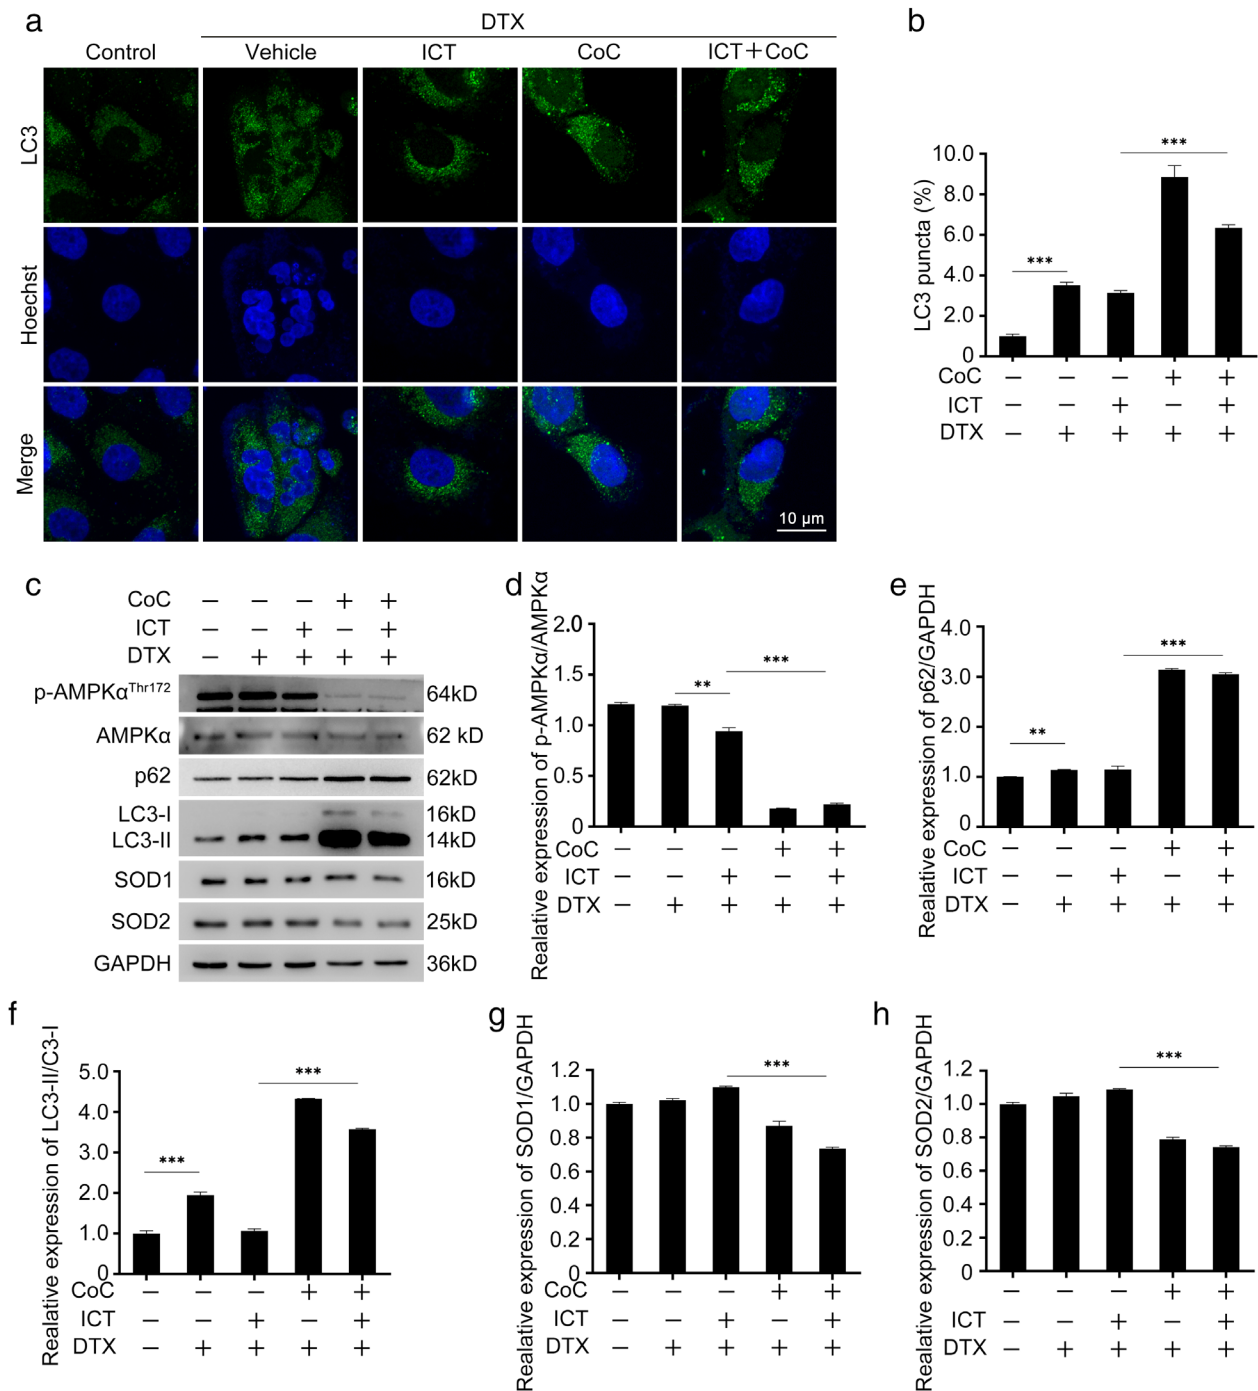 a
DTX
Control Vehicle ICT CoC ICT+CoC
LC3
Hoechst
Merge
10 µm
b
LC3 puncta (%)
10.0
8.0
6.0
4.0
2.0
0
***
***
CoC − − − + +
ICT − − + − +
DTX − + + + +
c
CoC − − − + +
ICT − − + − +
DTX − + + + +
p-AMPKαThr172 64kD
AMPKα 62 kD
p62 62kD
LC3-I 16kD
LC3-II 14kD
SOD1 16kD
SOD2 25kD
GAPDH 36kD
d
Realative expression of p-AMPKα/AMPKα
2.0
1.5
1.0
0.5
0
**
***
CoC − − − + +
ICT − − + − +
DTX − + + + +
e
Realative expression of p62/GAPDH
4.0
3.0
2.0
1.0
0
**
***
CoC − − − + +
ICT − − + − +
DTX − + + + +
f
Realative expression of LC3-II/C3-I
5.0
4.0
3.0
2.0
1.0
0
***
***
CoC − − − + +
ICT − − + − +
DTX − + + + +
g
Realative expression of SOD1/GAPDH
1.2
1.0
0.8
0.6
0.4
0.2
0
***
CoC − − − + +
ICT − − + − +
DTX − + + + +
h
Realative expression of SOD2/GAPDH
1.2
1.0
0.8
0.6
0.4
0.2
0
***
− − − + +
ICT − − + − +
DTX − + + + +